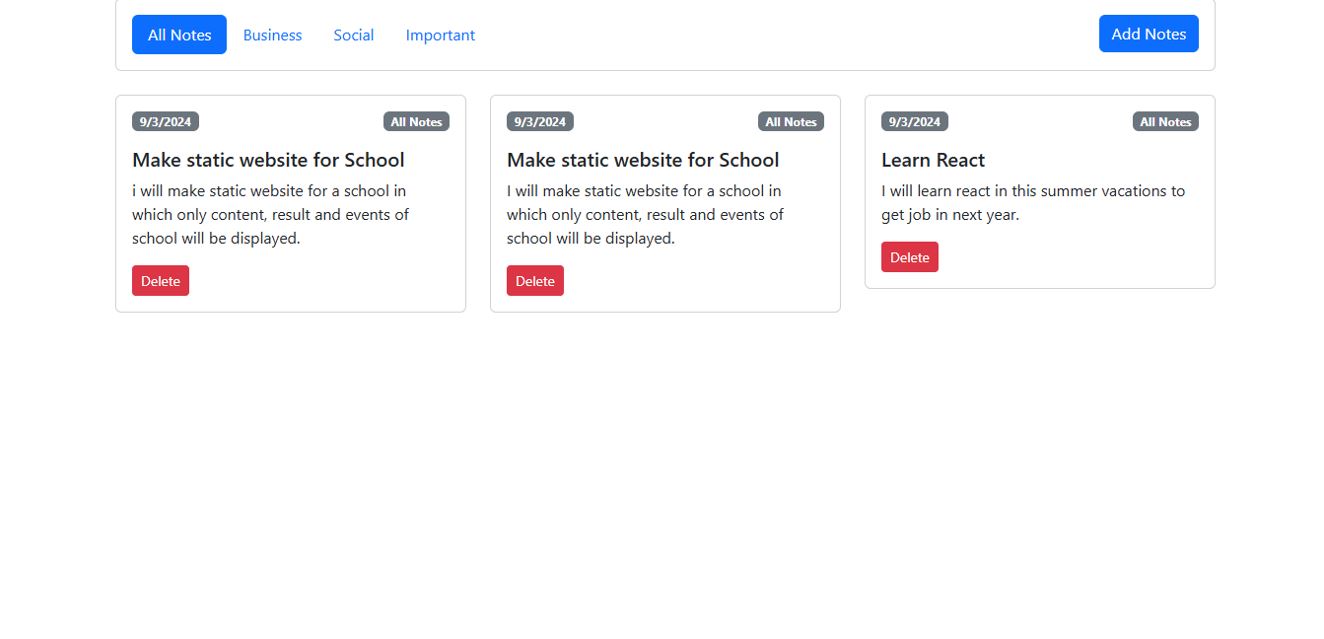 All Notes Business Social Important Add Notes
9/3/2024 All Notes
Make static website for School
i will make static website for a school in
which only content, result and events of
school will be displayed.
Delete
9/3/2024 All Notes
Make static website for School
I will make static website for a school in
which only content, result and events of
school will be displayed.
Delete
9/3/2024 All Notes
Learn React
I will learn react in this summer vacations to
get job in next year.
Delete